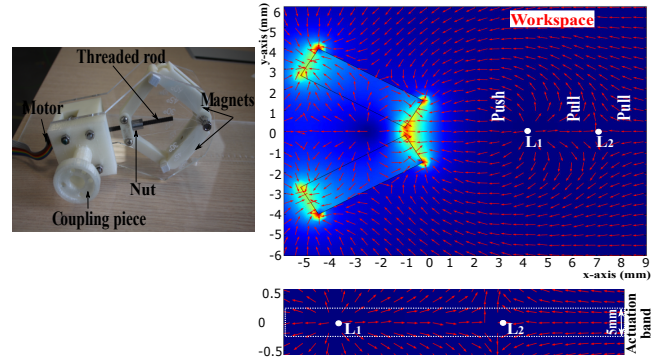 Threaded rod
Motor
Magnets
Nut
Coupling piece
y-axis (mm)
Workspace
6
5
4
3
2
1
0
-1
-2
-3
-4
-5
6
Push
Pull
Pull
L1
L2
-5 -4 -3 -2 -1 0 1 2 3 4 5 6 7 8 9
x-axis (mm)
0.5
0
-0.5
L1
L2
5mm
Actuation
band